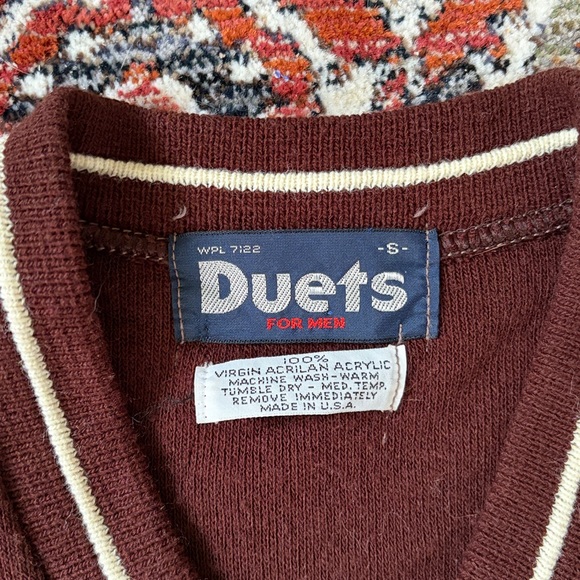 WPL 7122 -S-
Duets
FOR MEN
100%
VIRGIN ACRILAN ACRYLIC
MACHINE WASH-WARM
TUMBLE DRY - MED. TEMP.
REMOVE IMMEDIATELY
MADE IN U.S.A.